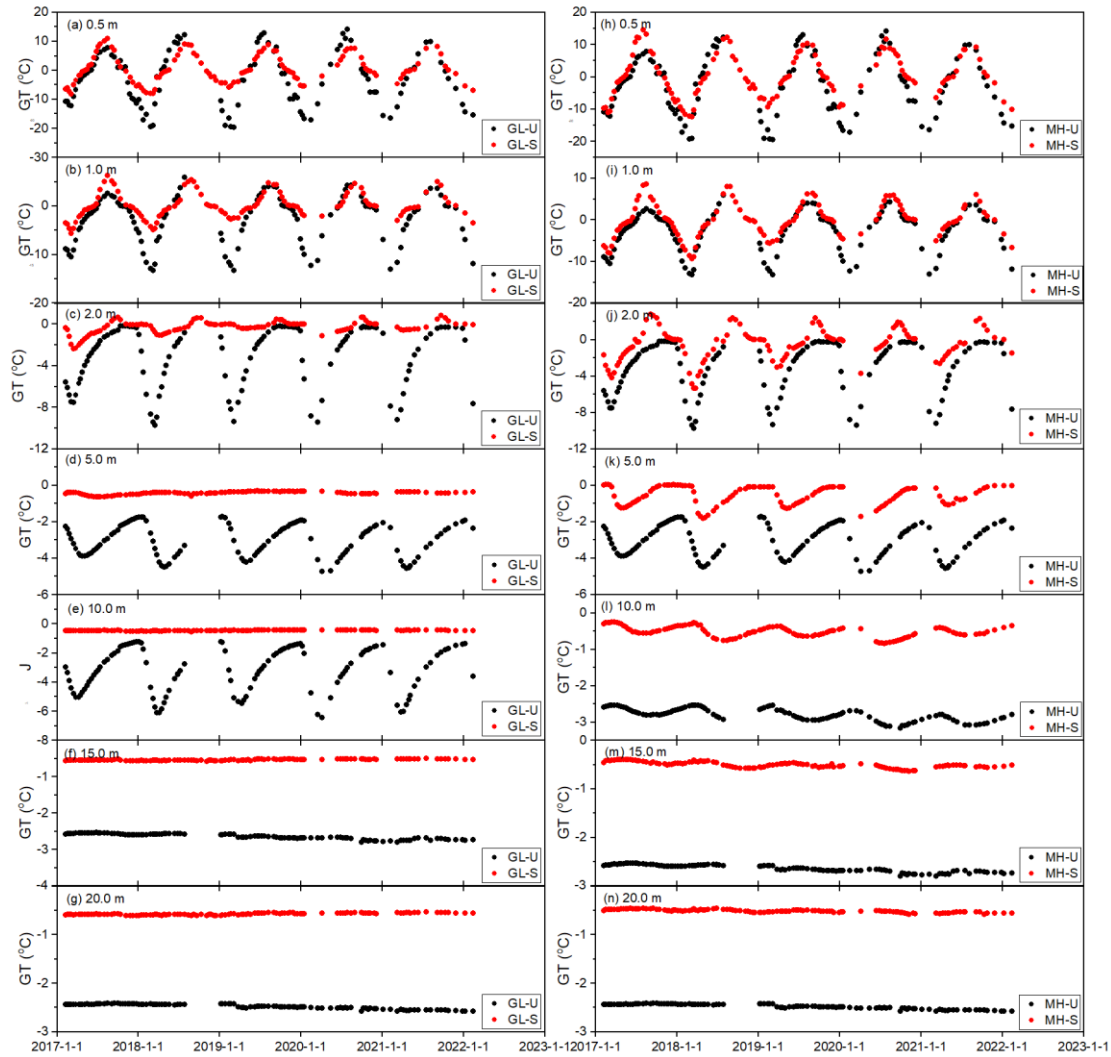 (a) 0.5 m
20
10
0
-10
-20
-30
GT (°C)
GL-U
GL-S
(b) 1.0 m
0
-10
-20
GT (°C)
GL-U
GL-S
(c) 2.0 m
0
-4
-8
-12
GT (°C)
GL-U
GL-S
(d) 5.0 m
0
-2
-4
-6
GT (°C)
GL-U
GL-S
(e) 10.0 m
0
-2
-4
-6
-8
J
GL-U
GL-S
(f) 15.0 m
-1
-2
-3
-4
GT (°C)
GL-U
GL-S
(g) 20.0 m
-1
-2
-3
GT (°C)
GL-U
GL-S
2017-1-1 2018-1-1 2019-1-1 2020-1-1 2021-1-1 2022-1-1 2023-1-1
(h) 0.5 m
20
10
0
-10
-20
GT (°C)
MH-U
MH-S
(i) 1.0 m
10
0
-10
-20
GT (°C)
MH-U
MH-S
(j) 2.0 m
0
-4
-8
-12
GT (°C)
MH-U
MH-S
(k) 5.0 m
0
-2
-4
-6
GT (°C)
MH-U
MH-S
(l) 10.0 m
-1
-2
-3
0
GT (°C)
MH-U
MH-S
(m) 15.0 m
-1
-2
-3
GT (°C)
MH-U
MH-S
(n) 20.0 m
-1
-2
-3
GT (°C)
MH-U
MH-S
2017-1-1 2018-1-1 2019-1-1 2020-1-1 2021-1-1 2022-1-1 2023-1-1